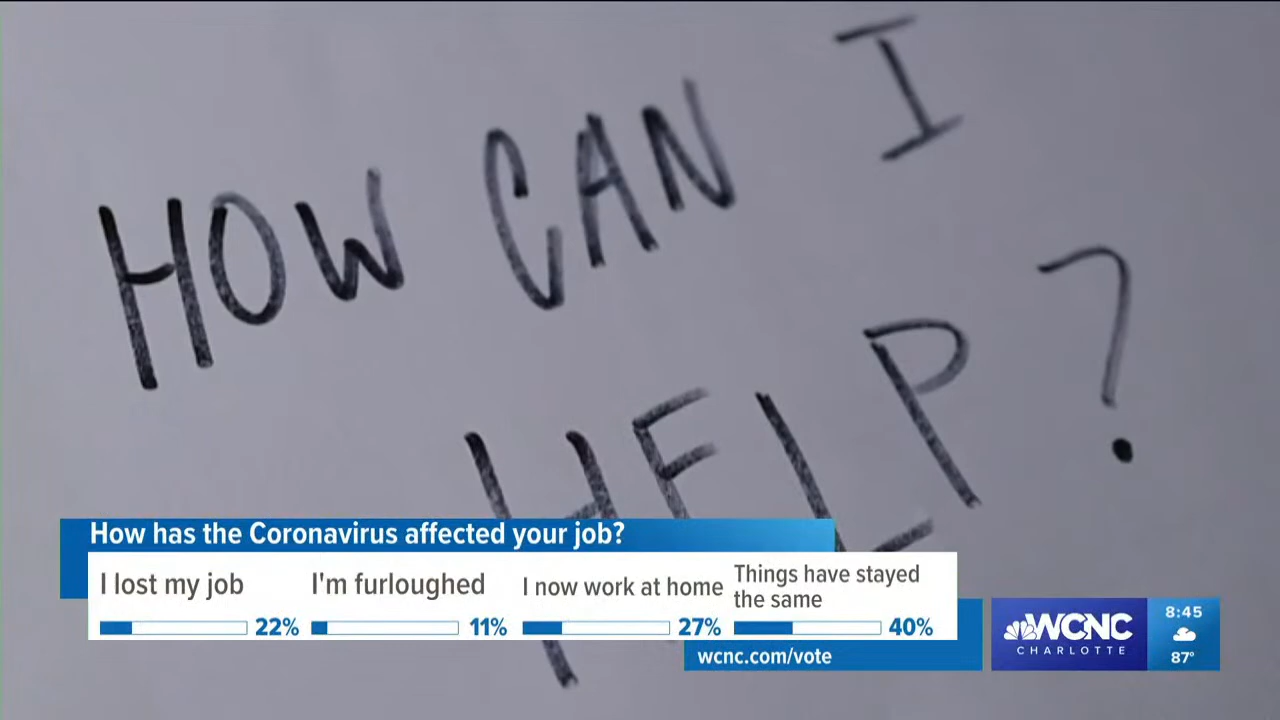 HOW CAN I
HELP?
How has the Coronavirus affected your job?
I lost my job
22%
I'm furloughed
11%
I now work at home
27%
Things have stayed
the same
40%
wcnc.com/vote
WCNC
CHARLOTTE
8:45
87°